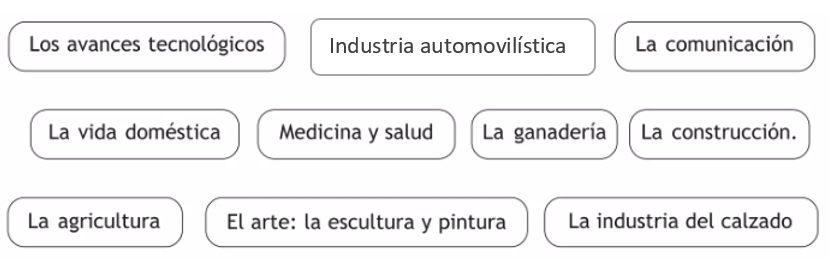 Los avances tecnológicos
Industria automovilística
La comunicación
La vida doméstica
Medicina y salud
La ganadería
La construcción.
La agricultura
El arte: la escultura y pintura
La industria del calzado